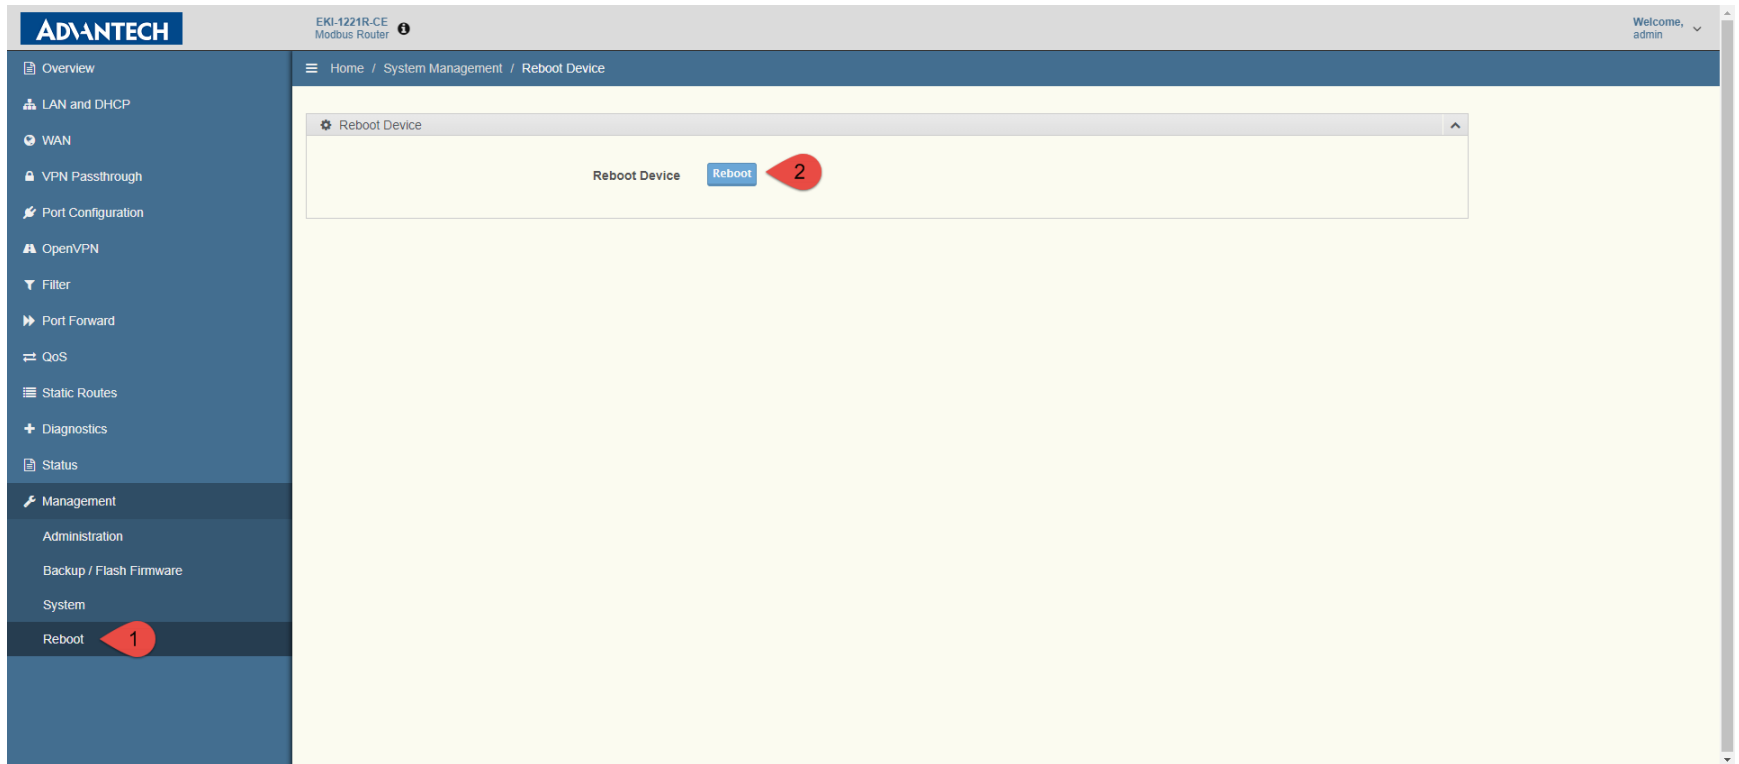 ADVANTECH
EKI-1221R-CE
Modbus Router
Welcome,
admin
Overview
LAN and DHCP
WAN
VPN Passthrough
Port Configuration
OpenVPN
Filter
Port Forward
QoS
Static Routes
Diagnostics
Status
Management
Administration
Backup / Flash Firmware
System
Reboot 1
Home / System Management / Reboot Device
Reboot Device
Reboot Device Reboot 2